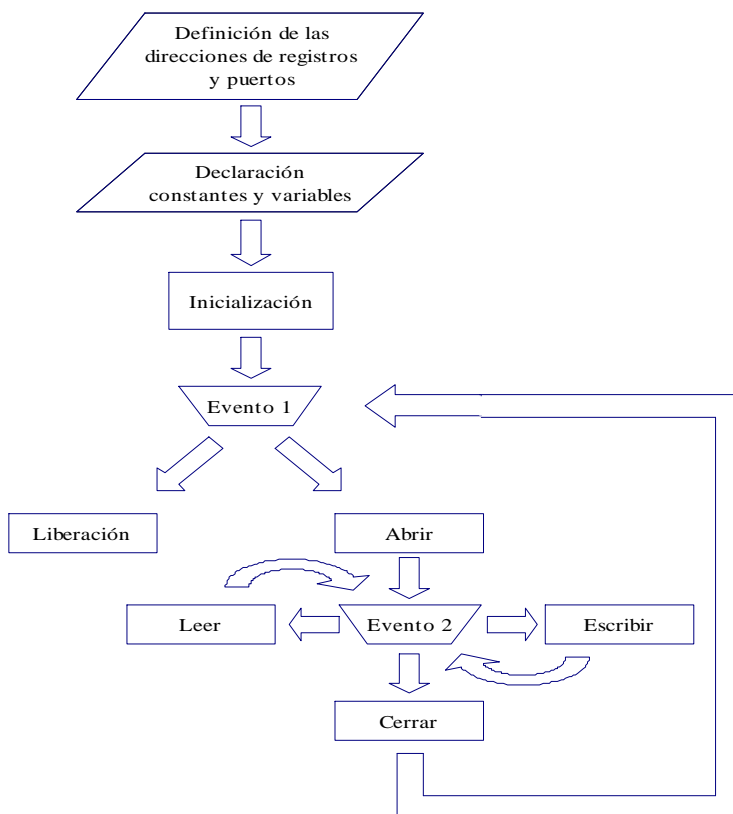 Definición de las
direcciones de registros
y puertos
Declaración
constantes y variables
Inicialización
Evento 1
Liberación
Abrir
Leer
Evento 2
Escribir
Cerrar